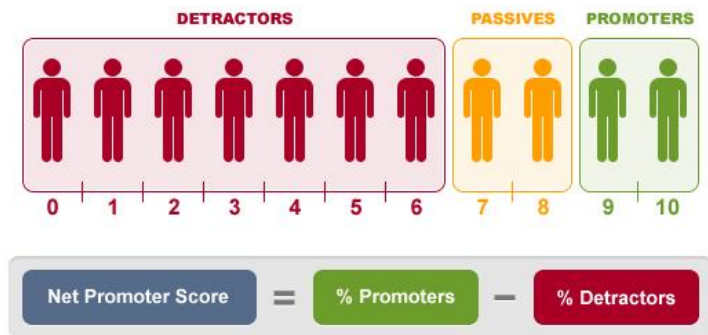 DETRACTORS PASSIVES PROMOTERS
0 1 2 3 4 5 6 7 8 9 10
Net Promoter Score = % Promoters − % Detractors